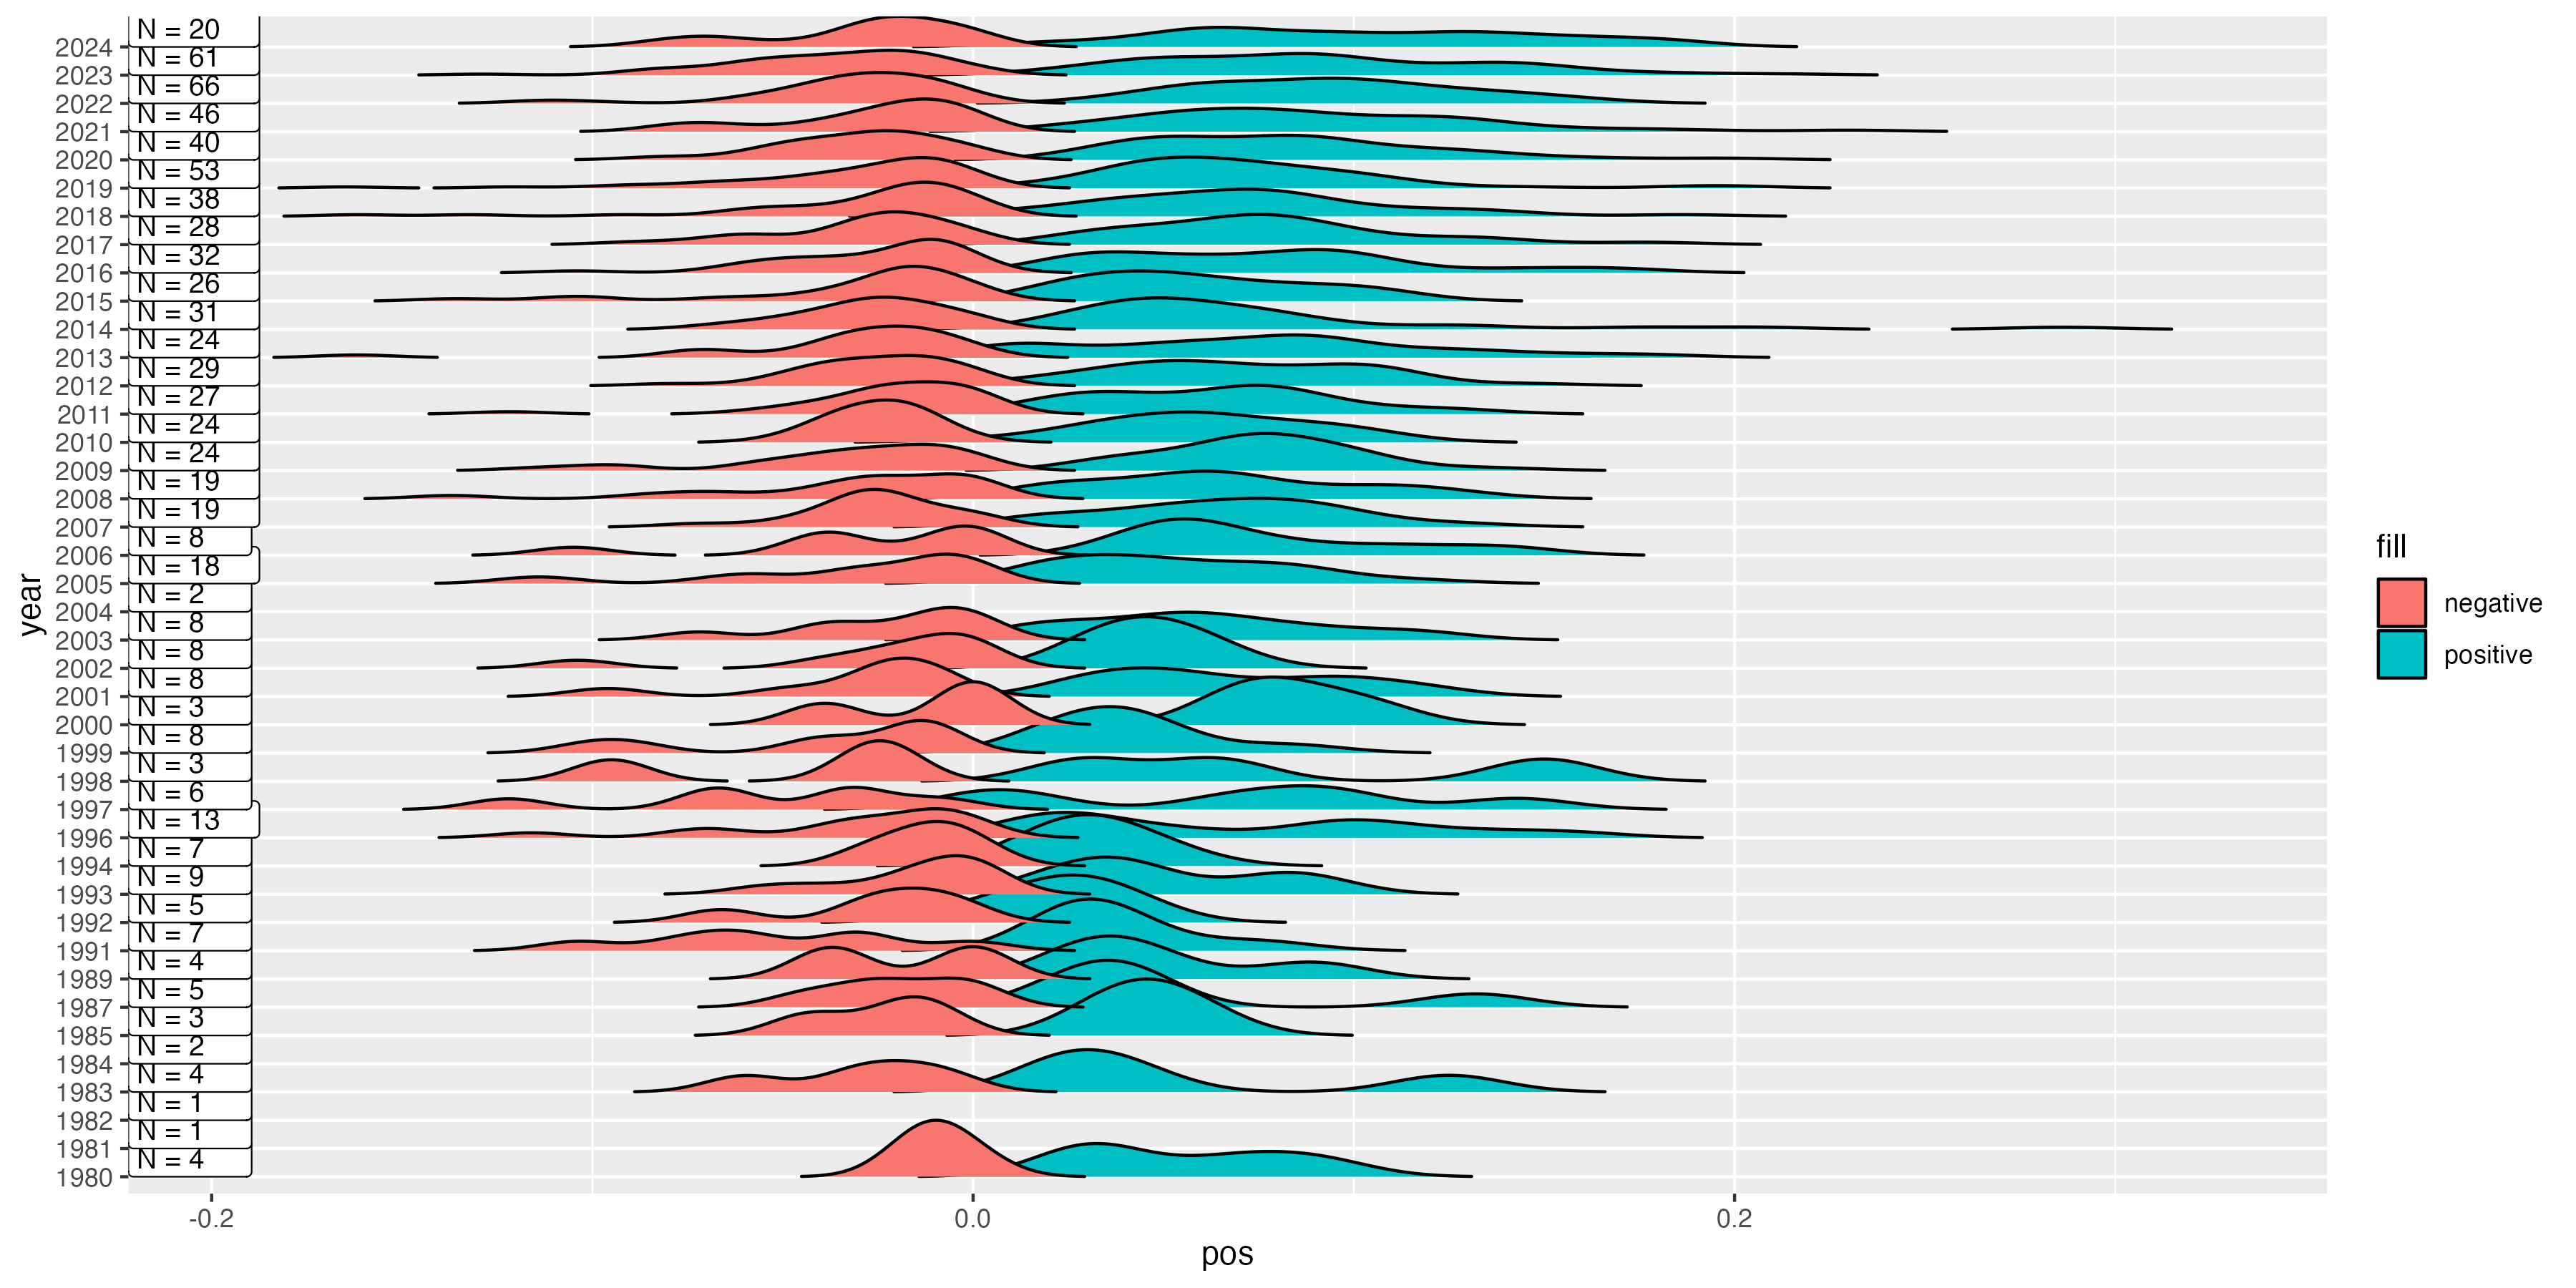 year
2024 N = 20
2023 N = 61
2022 N = 66
2021 N = 46
2020 N = 40
2019 N = 53
2018 N = 38
2017 N = 28
2016 N = 32
2015 N = 26
2014 N = 31
2013 N = 24
2012 N = 29
2011 N = 27
2010 N = 24
2009 N = 24
2008 N = 19
2007 N = 19
2006 N = 8
2005 N = 18
2004 N = 2
2003 N = 8
2002 N = 8
2001 N = 8
2000 N = 3
1999 N = 8
1998 N = 3
1997 N = 6
1996 N = 13
1994 N = 7
1993 N = 9
1992 N = 5
1991 N = 7
1989 N = 4
1987 N = 5
1985 N = 3
1984 N = 2
1983 N = 4
1982 N = 1
1981 N = 1
1980 N = 4
-0.2 0.0 0.2
pos
fill
negative
positive